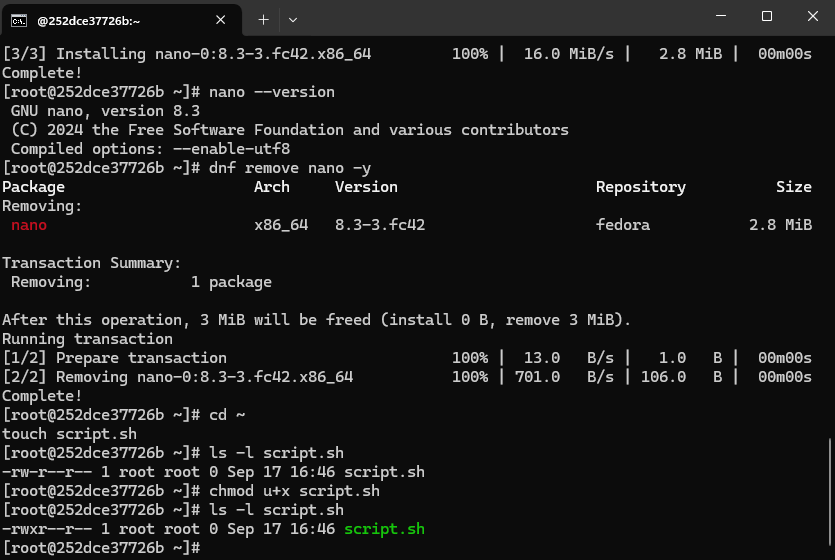 @252dce37726b:~
[3/3] Installing nano-0:8.3-3.fc42.x86_64 100% | 16.0 MiB/s | 2.8 MiB | 00m00s
Complete!
[root@252dce37726b ~]# nano --version
GNU nano, version 8.3
(C) 2024 the Free Software Foundation and various contributors
Compiled options: --enable-utf8
[root@252dce37726b ~]# dnf remove nano -y
Package Arch Version Repository Size
Removing:
nano x86_64 8.3-3.fc42 fedora 2.8 MiB
Transaction Summary:
Removing: 1 package
After this operation, 3 MiB will be freed (install 0 B, remove 3 MiB).
Running transaction
[1/2] Prepare transaction 100% | 13.0 B/s | 1.0 B | 00m00s
[2/2] Removing nano-0:8.3-3.fc42.x86_64 100% | 701.0 B/s | 106.0 B | 00m00s
Complete!
[root@252dce37726b ~]# cd ~
touch script.sh
[root@252dce37726b ~]# ls -l script.sh
-rw-r--r-- 1 root root 0 Sep 17 16:46 script.sh
[root@252dce37726b ~]# chmod u+x script.sh
[root@252dce37726b ~]# ls -l script.sh
-rwxr--r-- 1 root root 0 Sep 17 16:46 script.sh
[root@252dce37726b ~]#